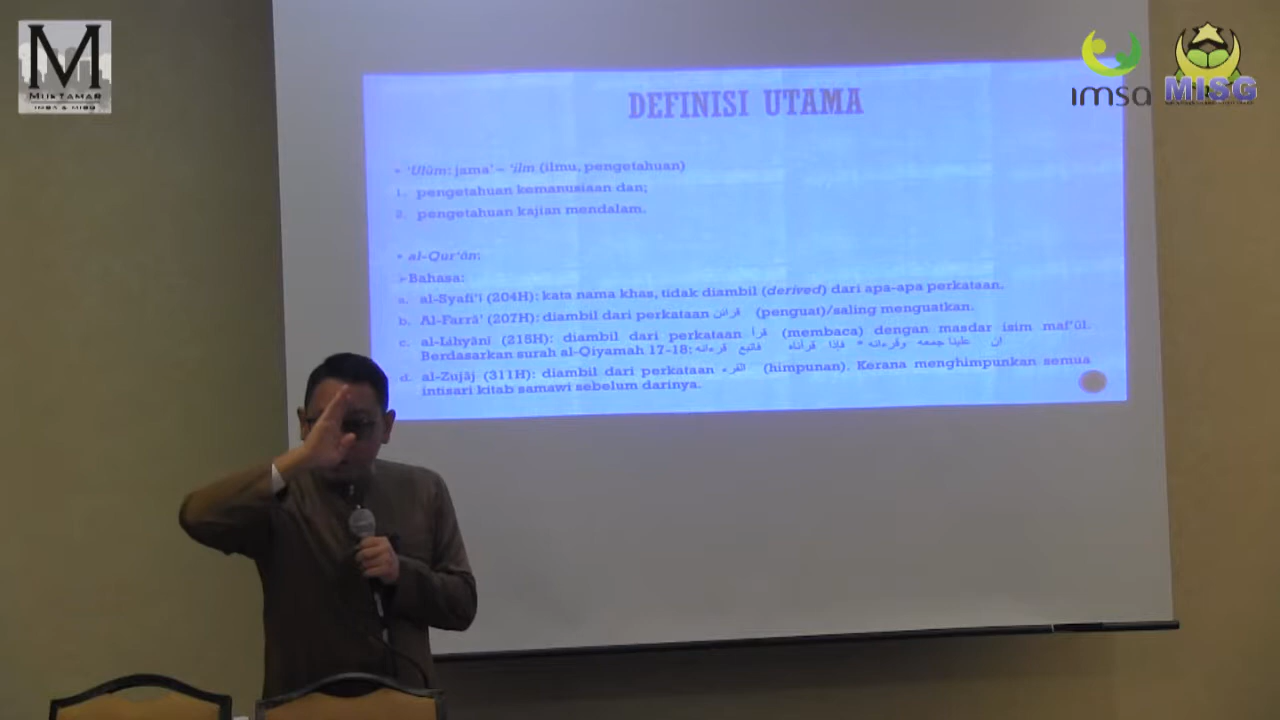 M
MUKTAMAR
IMSA & MISG
imsa
MISG
DEFINISI UTAMA
• 'Ulūm: jama' – 'ilm (ilmu, pengetahuan)
1. pengetahuan kemanusiaan dan;
2. pengetahuan kajian mendalam.
• al-Qur'ān:
➢Bahasa:
a. al-Syafi'i (204H): kata nama khas, tidak diambil (derived) dari apa-apa perkataan.
b. Al-Farrā' (207H): diambil dari perkataan قرائن (penguat)/saling menguatkan.
c. al-Liḥyānī (215H): diambil dari perkataan قرأ (membaca) dengan masdar isim maf'ūl.
Berdasarkan surah al-Qiyamah 17-18: ان علينا جمعه وقرءانه * فإذا قرأناه فاتبع قرءانه
d. al-Zujāj (311H): diambil dari perkataan القرء (himpunan). Kerana menghimpunkan semua
intisari kitab samawi sebelum darinya.